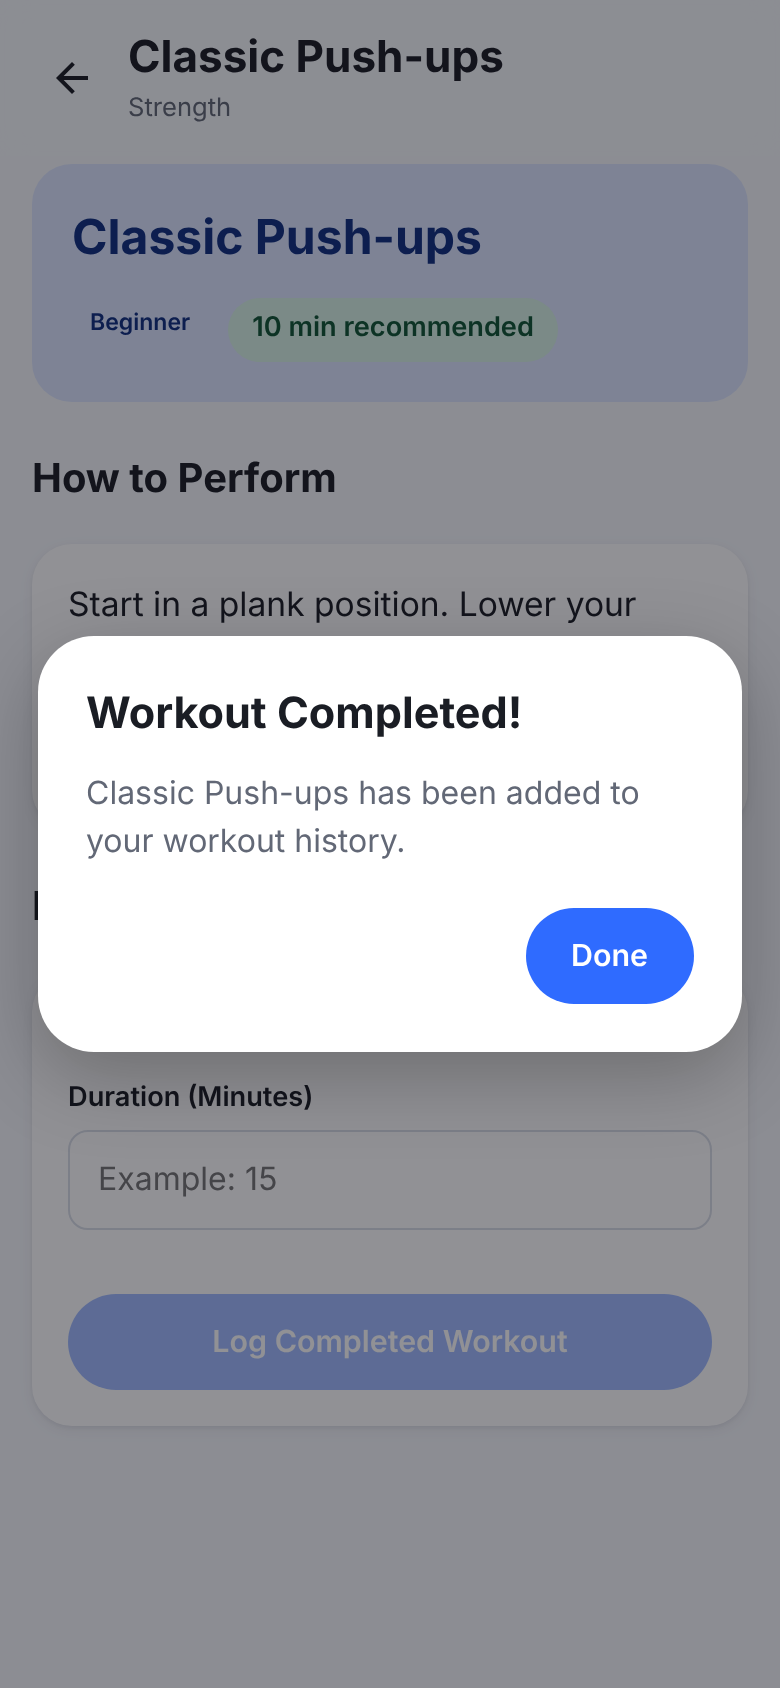 Classic Push-ups
Strength
Classic Push-ups
Beginner
10 min recommended
How to Perform
Start in a plank position. Lower your
Workout Completed!
Classic Push-ups has been added to
your workout history.
Done
Duration (Minutes)
Example: 15
Log Completed Workout